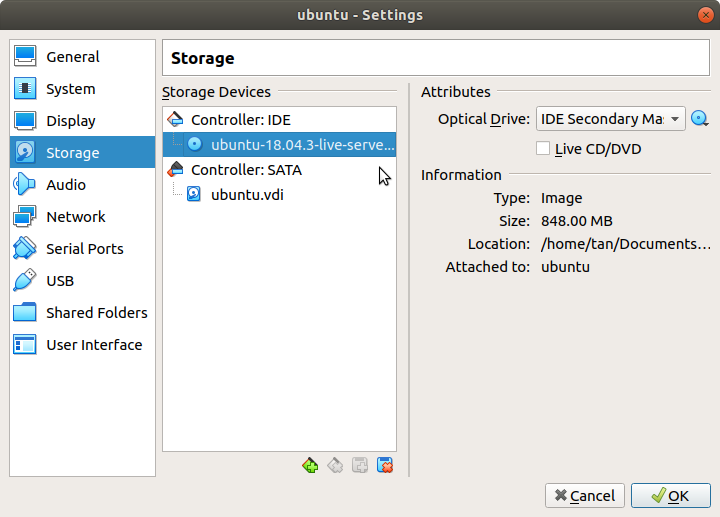 ubuntu - Settings
General
System
Display
Storage
Audio
Network
Serial Ports
USB
Shared Folders
User Interface
Storage
Storage Devices
Controller: IDE
ubuntu-18.04.3-live-serve...
Controller: SATA
ubuntu.vdi
Attributes
Optical Drive: IDE Secondary Ma
Live CD/DVD
Information
Type: Image
Size: 848.00 MB
Location: /home/tan/Documents...
Attached to: ubuntu
Cancel
OK